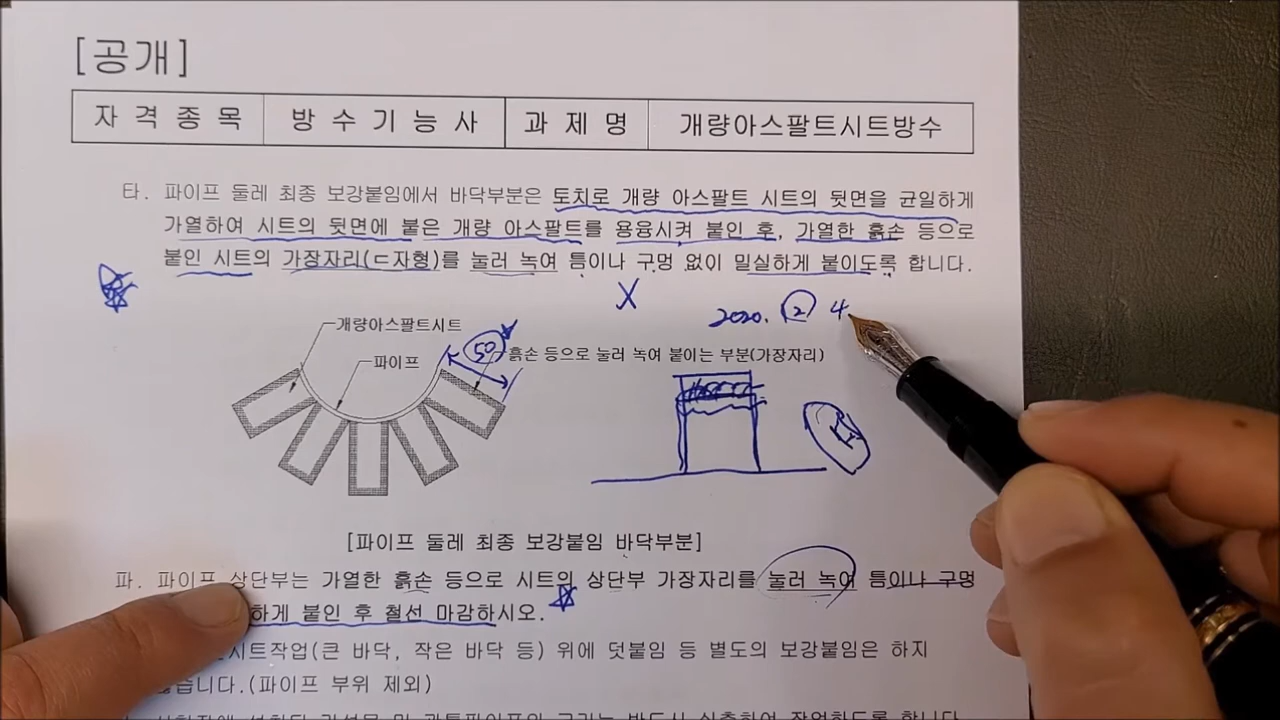 [공개]
자 격 종 목 방 수 기 능 사 과 제 명 개량아스팔트시트방수
타. 파이프 둘레 최종 보강붙임에서 바닥부분은 토치로 개량 아스팔트 시트의 뒷면을 균일하게
가열하여 시트의 뒷면에 붙은 개량 아스팔트를 용융시켜 붙인 후, 가열한 흙손 등으로
붙인 시트의 가장자리(ㄷ자형)를 눌러 녹여 틈이나 구멍 없이 밀실하게 붙이도록 합니다.
X
2020. 2 4
개량아스팔트시트
파이프
50
흙손 등으로 눌러 녹여 붙이는 부분(가장자리)
[파이프 둘레 최종 보강붙임 바닥부분]
파. 파이프 상단부는 가열한 흙손 등으로 시트의 상단부 가장자리를 눌러 녹여 틈이나 구멍
하게 붙인 후 철선 마감하시오.
시트작업(큰 바닥, 작은 바닥 등) 위에 덧붙임 등 별도의 보강붙임은 하지
않습니다.(파이프 부위 제외)